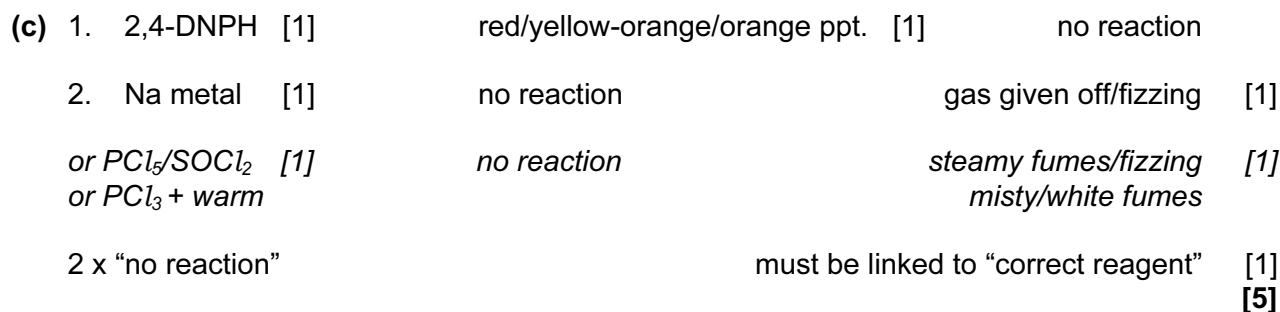 (c) 1. 2,4-DNPH [1] red/yellow-orange/orange ppt. [1] no reaction
2. Na metal [1] no reaction gas given off/fizzing [1]
or PCl5/SOCl2 [1] no reaction steamy fumes/fizzing [1]
or PCl3 + warm misty/white fumes
2 x “no reaction” must be linked to “correct reagent” [1]
[5]